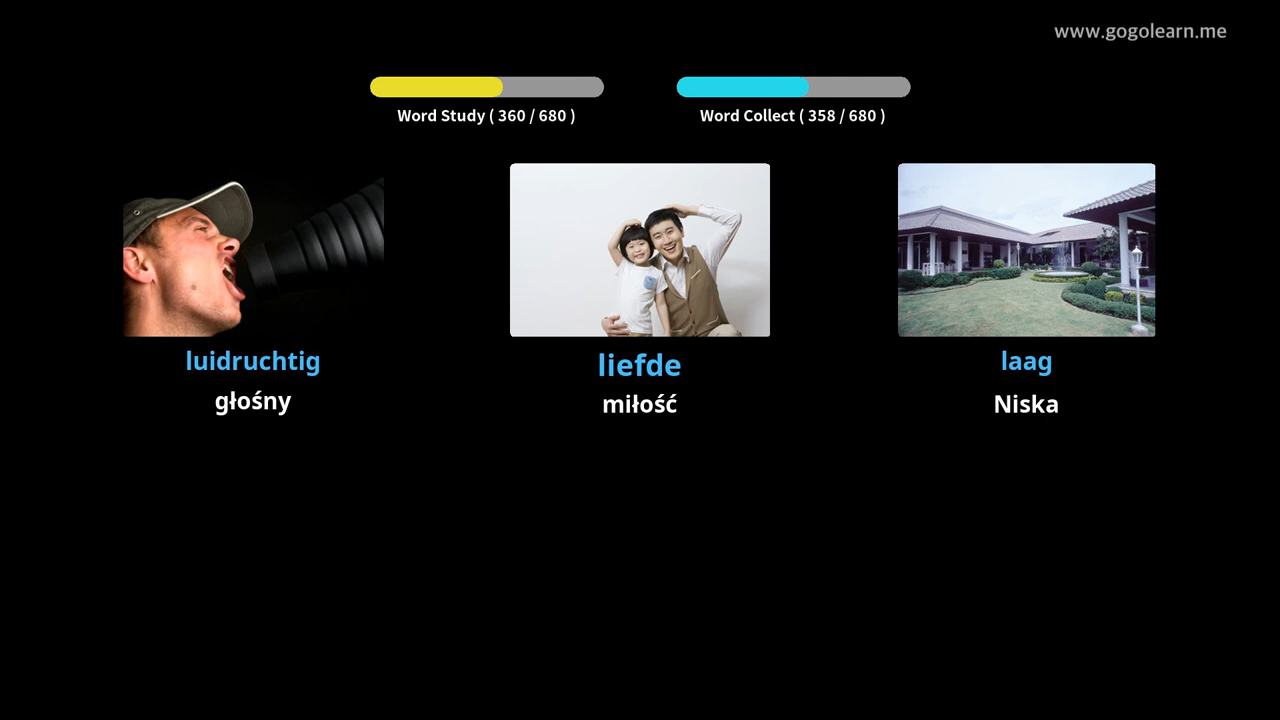 www.gogolearn.me
Word Study ( 360 / 680 )
Word Collect ( 358 / 680 )
luidruchtig
głośny
liefde
miłość
laag
Niska